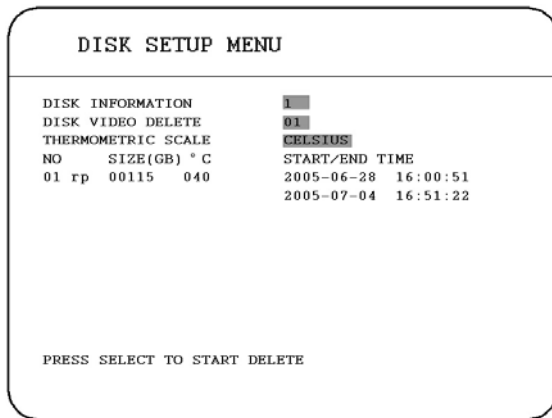 DISK SETUP MENU
DISK INFORMATION 1
DISK VIDEO DELETE 01
THERMOMETRIC SCALE CELSIUS
NO SIZE(GB) °C START/END TIME
01 rp 00115 040 2005-06-28 16:00:51
2005-07-04 16:51:22
PRESS SELECT TO START DELETE